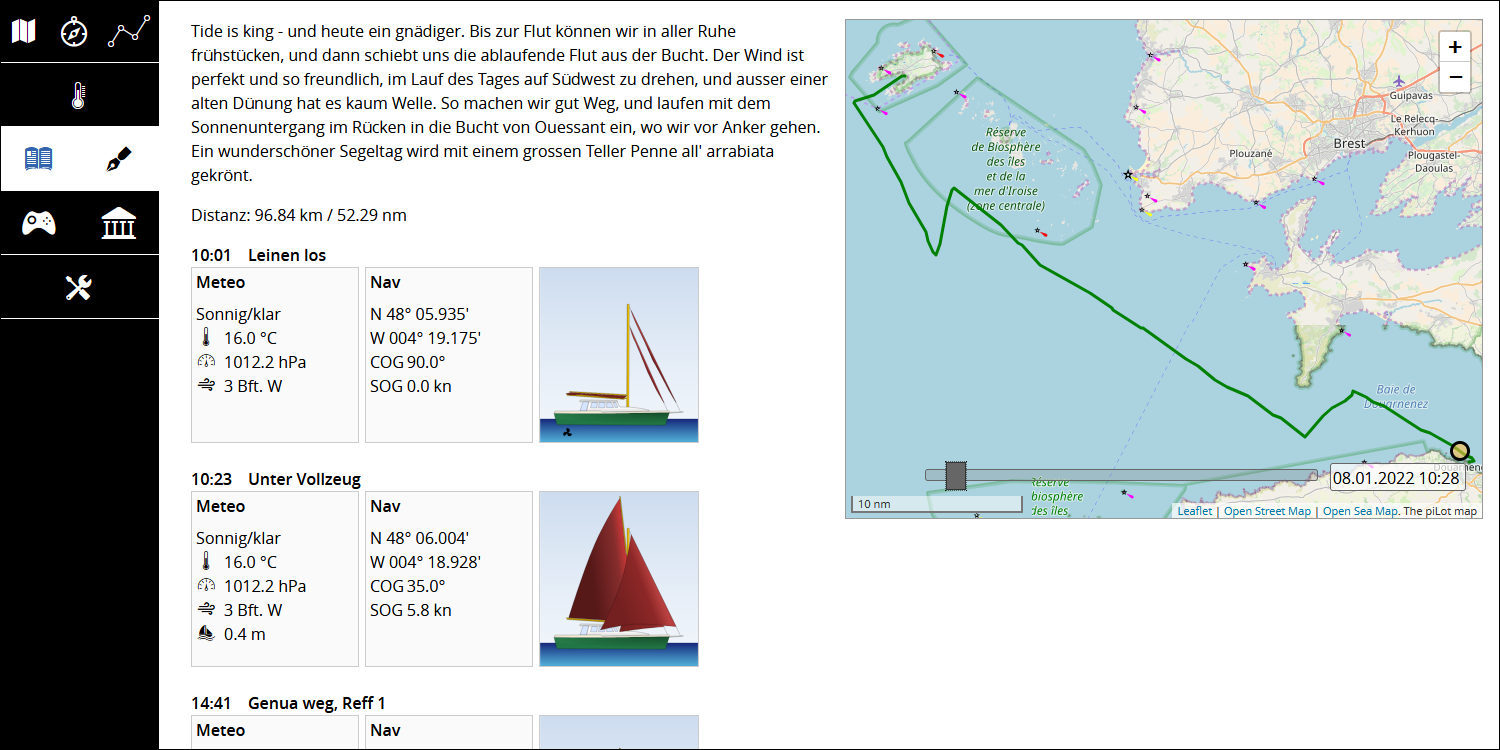 Tide is king - und heute ein gnädiger. Bis zur Flut können wir in aller Ruhe
frühstücken, und dann schiebt uns die ablaufende Flut aus der Bucht. Der Wind ist
perfekt und so freundlich, im Lauf des Tages auf Südwest zu drehen, und ausser einer
alten Dünung hat es kaum Welle. So machen wir gut Weg, und laufen mit dem
Sonnenuntergang im Rücken in die Bucht von Ouessant ein, wo wir vor Anker gehen.
Ein wunderschöner Segeltag wird mit einem grossen Teller Penne all' arrabiata
gekrönt.
Distanz: 96.84 km / 52.29 nm
10:01 Leinen los
Meteo
Sonnig/klar
16.0 °C
1012.2 hPa
3 Bft. W
Nav
N 48° 05.935'
W 004° 19.175'
COG 90.0°
SOG 0.0 kn
10:23 Unter Vollzeug
Meteo
Sonnig/klar
16.0 °C
1012.2 hPa
3 Bft. W
0.4 m
Nav
N 48° 06.004'
W 004° 18.928'
COG 35.0°
SOG 5.8 kn
14:41 Genua weg, Reff 1
Meteo
Nav
+
−
Guipavas
Le Relecq-
Kerhuon
Brest
Plouzané
Plougastel-
Daoulas
Réserve
de Biosphère
des îles
et de la
mer d'Iroise
(zone centrale)
Baie de
Douarnenez
08.01.2022 10:28
Réserve
biosphère
des îles
10 nm
Leaflet | Open Street Map | Open Sea Map. The piLot map